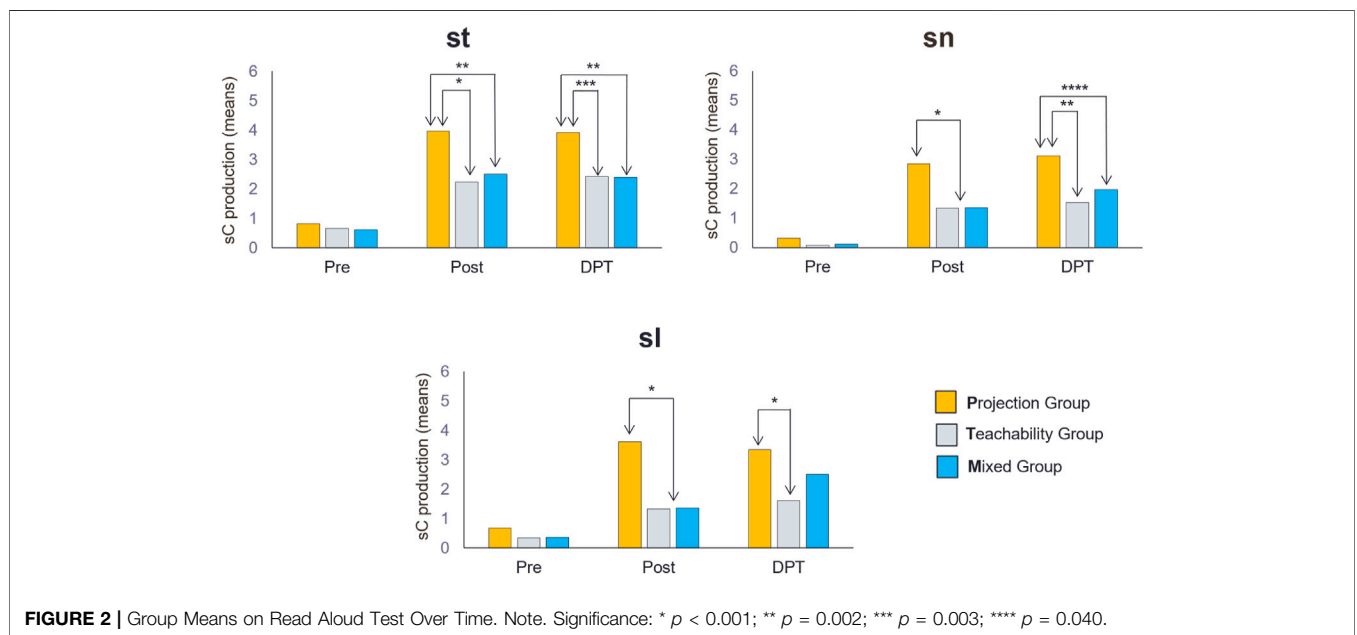 st
sC production (means)
6
5
4
3
2
1
0
**
*
**
***
Pre
Post
DPT
sn
sC production (means)
6
5
4
3
2
1
0
*
****
**
Pre
Post
DPT
sl
sC production (means)
6
5
4
3
2
1
0
*
*
Pre
Post
DPT
Projection Group
Teachability Group
Mixed Group
FIGURE 2 | Group Means on Read Aloud Test Over Time. Note. Significance: * p < 0.001; ** p = 0.002; *** p = 0.003; **** p = 0.040.